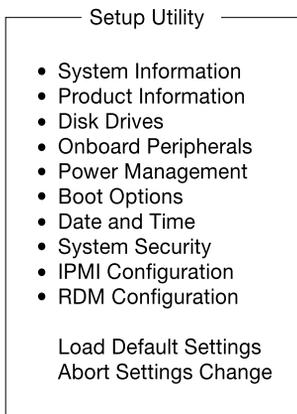 Setup Utility
• System Information
• Product Information
• Disk Drives
• Onboard Peripherals
• Power Management
• Boot Options
• Date and Time
• System Security
• IPMI Configuration
• RDM Configuration
Load Default Settings
Abort Settings Change